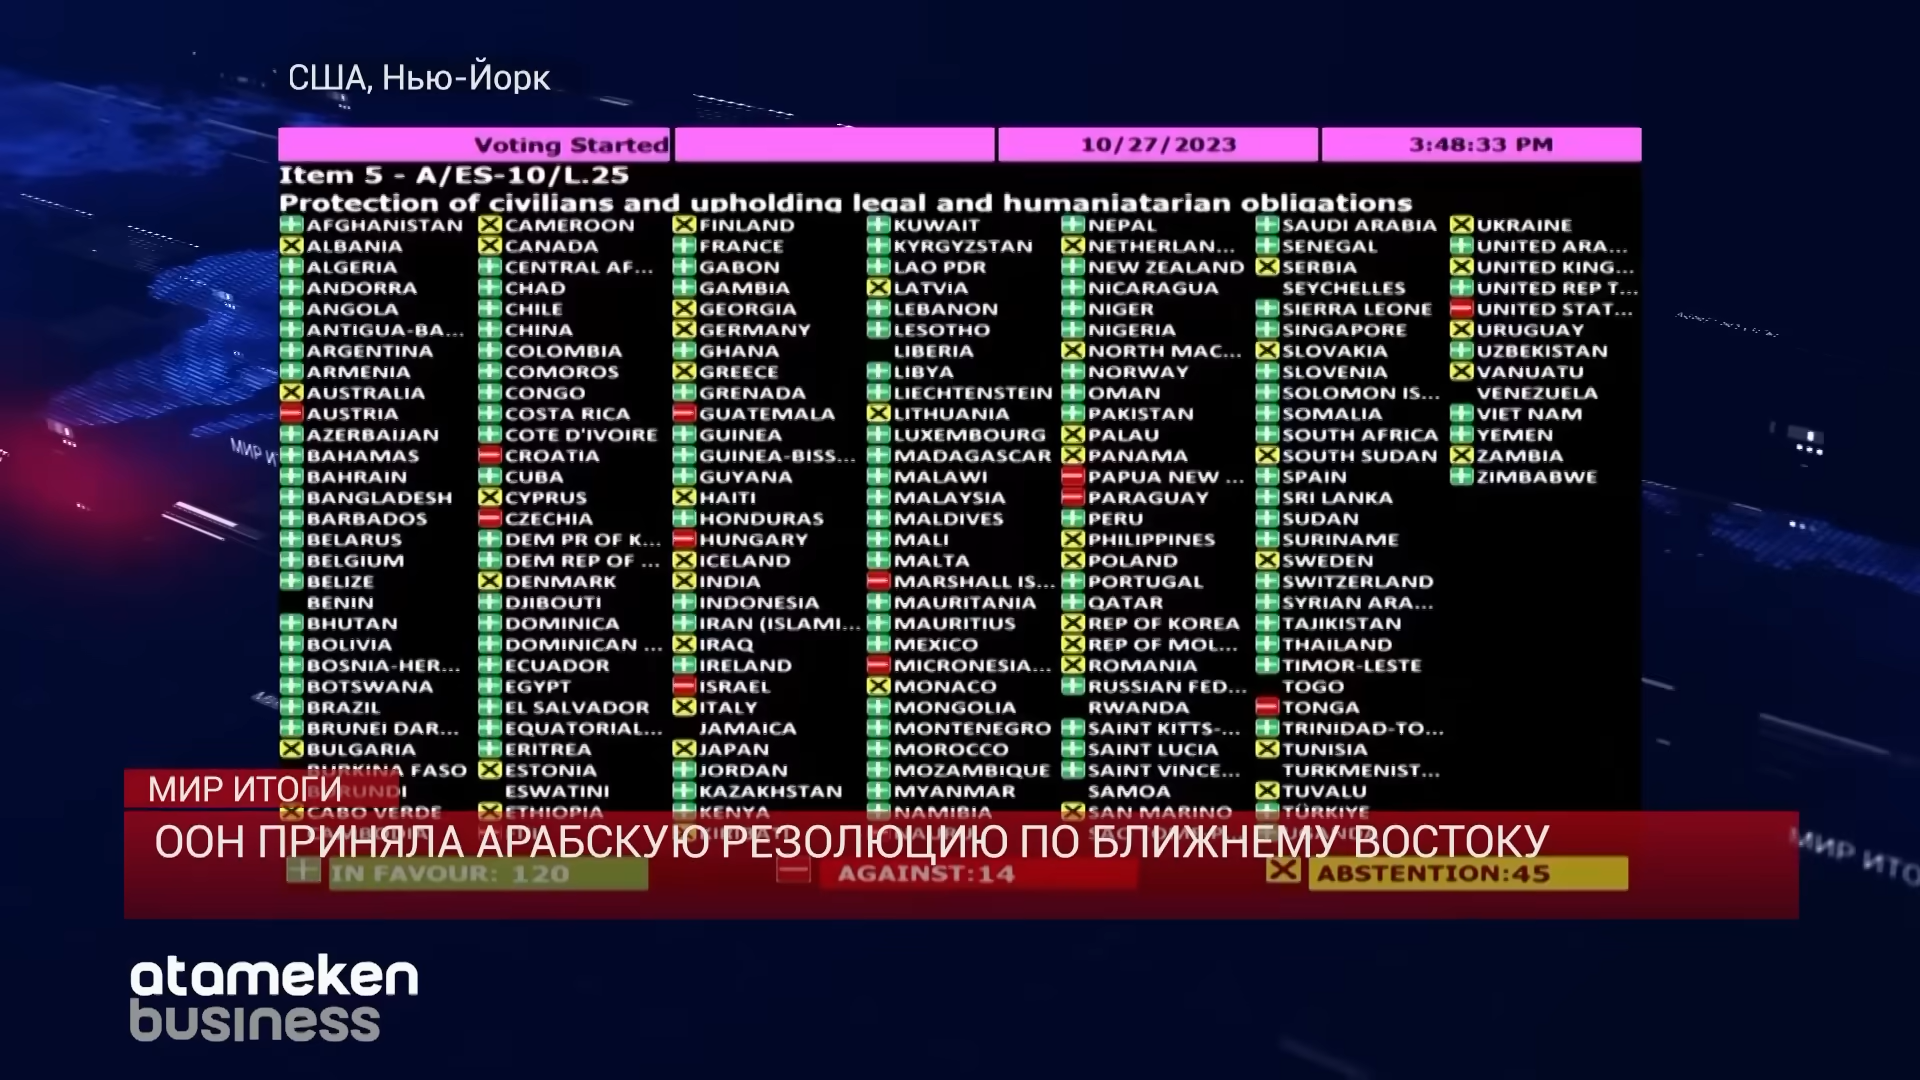 США, Нью-Йорк
Voting Started 10/27/2023 3:48:33 PM
Item 5 - A/ES-10/L.25
Protection of civilians and upholding legal and humaniatarian obligations
AFGHANISTAN CAMEROON FINLAND KUWAIT NEPAL SAUDI ARABIA UKRAINE
ALBANIA CANADA FRANCE KYRGYZSTAN NETHERLAN... SENEGAL UNITED ARA...
ALGERIA CENTRAL AF... GABON LAO PDR NEW ZEALAND SERBIA UNITED KING...
ANDORRA CHAD GAMBIA LATVIA NICARAGUA SEYCHELLES UNITED REP T...
ANGOLA CHILE GEORGIA LEBANON NIGER SIERRA LEONE UNITED STAT...
ANTIGUA-BA... CHINA GERMANY LESOTHO NIGERIA SINGAPORE URUGUAY
ARGENTINA COLOMBIA GHANA LIBERIA NORTH MAC... SLOVAKIA UZBEKISTAN
ARMENIA COMOROS GREECE LIBYA NORWAY SLOVENIA VANUATU
AUSTRALIA CONGO GRENADA LIECHTENSTEIN OMAN SOLOMON IS... VENEZUELA
AUSTRIA COSTA RICA GUATEMALA LITHUANIA PAKISTAN SOMALIA VIET NAM
AZERBAIJAN COTE D'IVOIRE GUINEA LUXEMBOURG PALAU SOUTH AFRICA YEMEN
BAHAMAS CROATIA GUINEA-BISS... MADAGASCAR PANAMA SOUTH SUDAN ZAMBIA
BAHRAIN CUBA GUYANA MALAWI PAPUA NEW ... SPAIN ZIMBABWE
BANGLADESH CYPRUS HAITI MALAYSIA PARAGUAY SRI LANKA
BARBADOS CZECHIA HONDURAS MALDIVES PERU SUDAN
BELARUS DEM PR OF K... HUNGARY MALI PHILIPPINES SURINAME
BELGIUM DEM REP OF ... ICELAND MALTA POLAND SWEDEN
BELIZE DENMARK INDIA MARSHALL IS... PORTUGAL SWITZERLAND
BENIN DJIBOUTI INDONESIA MAURITANIA QATAR SYRIAN ARA...
BHUTAN DOMINICA IRAN (ISLAMI... MAURITIUS REP OF KOREA TAJIKISTAN
BOLIVIA DOMINICAN ... IRAQ MEXICO REP OF MOL... THAILAND
BOSNIA-HER... ECUADOR IRELAND MICRONESIA... ROMANIA TIMOR-LESTE
BOTSWANA EGYPT ISRAEL MONACO RUSSIAN FED... TOGO
BRAZIL EL SALVADOR ITALY MONGOLIA RWANDA TONGA
BRUNEI DAR... EQUATORIAL... JAMAICA MONTENEGRO SAINT KITTS-... TRINIDAD-TO...
BULGARIA ERITREA JAPAN MOROCCO SAINT LUCIA TUNISIA
BURKINA FASO ESTONIA JORDAN MOZAMBIQUE SAINT VINCE... TURKMENIST...
BURUNDI ESWATINI KAZAKHSTAN MYANMAR SAMOA TUVALU
CABO VERDE ETHIOPIA KENYA NAMIBIA SAN MARINO TÜRKIYE
МИР ИТОГИ
ООН ПРИНЯЛА АРАБСКУЮ РЕЗОЛЮЦИЮ ПО БЛИЖНЕМУ ВОСТОКУ
IN FAVOUR: 120 AGAINST:14 ABSTENTION:45
atameken
business